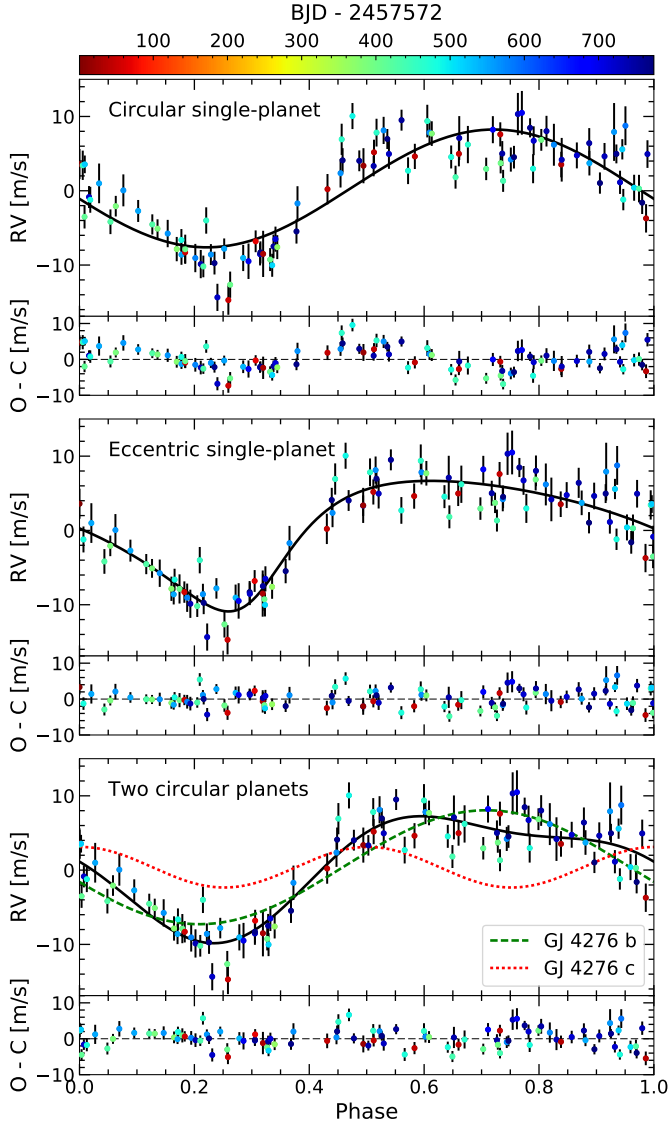 BJD - 2457572
100 200 300 400 500 600 700
Circular single-planet
RV [m/s]
10
0
−10
O - C [m/s]
10
0
−10
Eccentric single-planet
RV [m/s]
10
0
−10
O - C [m/s]
10
0
−10
Two circular planets
RV [m/s]
10
0
−10
GJ 4276 b
GJ 4276 c
O - C [m/s]
10
0
−10
0.0 0.2 0.4 0.6 0.8 1.0
Phase